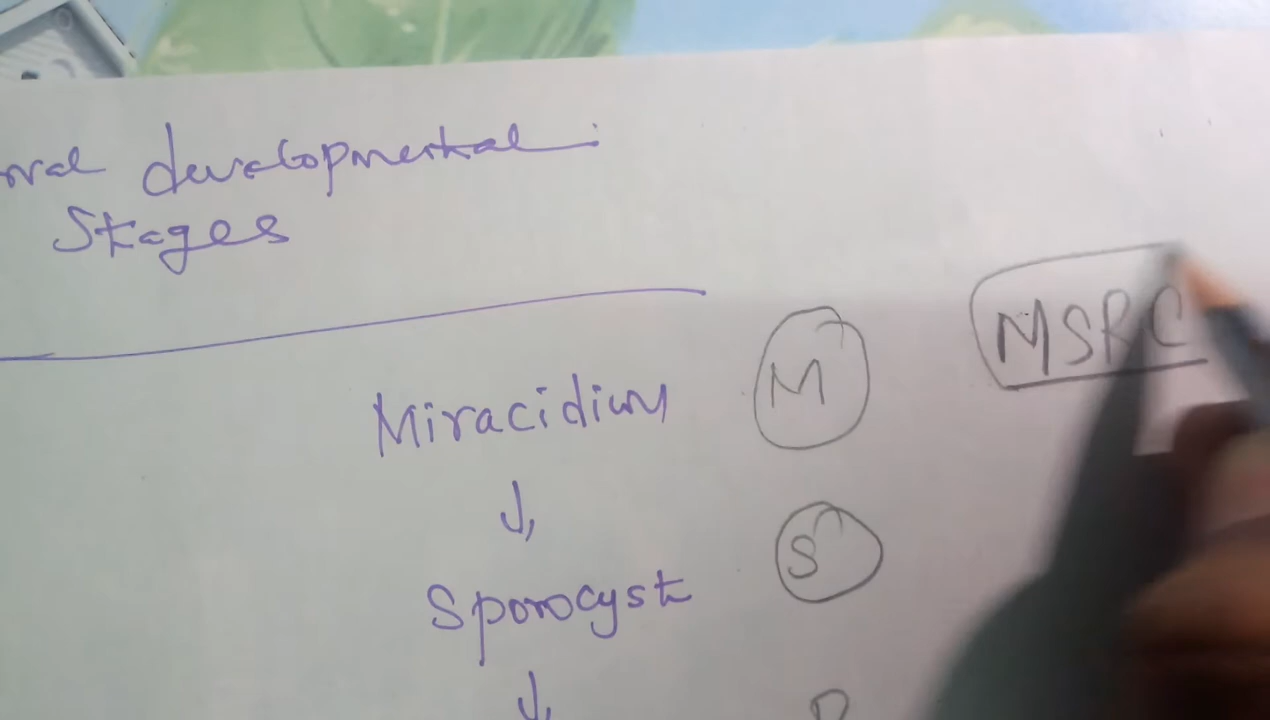 developmental :
Stages
MSRC
Miracidium M
↓
Sporocyst S
↓
R